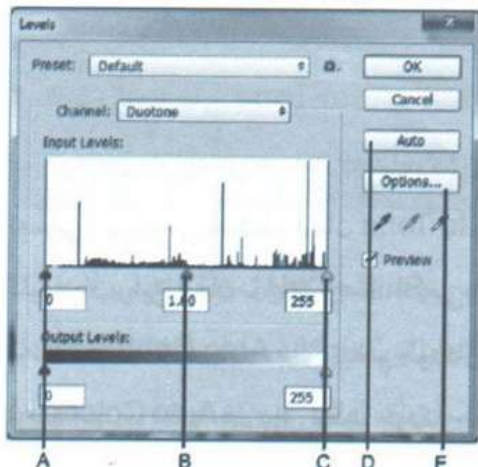 Levels
Preset: Default
OK
Channel: Duotone
Cancel
Input Levels:
Auto
Options...
Preview
0 1.00 255
Output Levels:
0 255
A B C D E